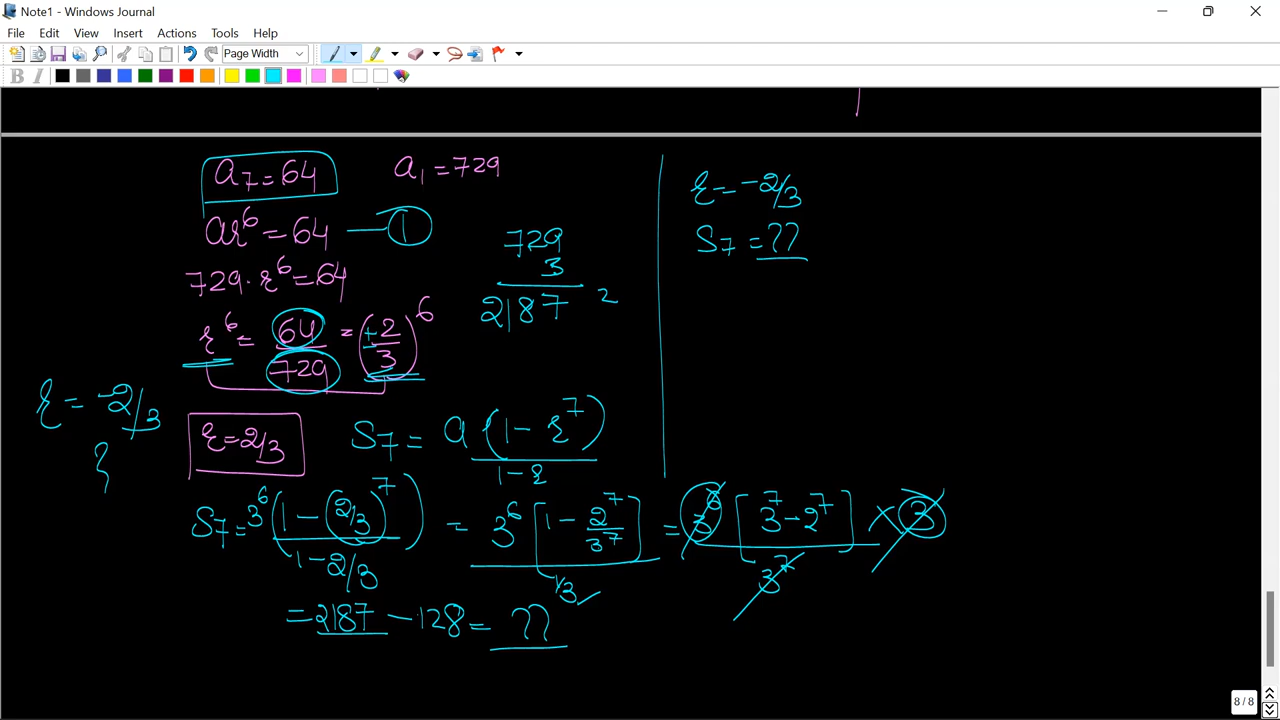 Note1 - Windows Journal
File Edit View Insert Actions Tools Help
Page Width
B I
a₇ = 64 a₁ = 729
ar⁶ = 64 — ①
729 · r⁶ = 64
r⁶ = 64/729 = (±2/3)⁶
729
3
2187 2
r = -2/3
r = 2/3
S₇ = a(1 - r⁷)/1 - r
S₇ = 3⁶(1 - (2/3)⁷)/1 - 2/3 = 3⁶[1 - 2⁷/3⁷]/1/3 = 3⁶[3⁷ - 2⁷]/3⁷ × 3
= 2187 - 128 = ??
r = -2/3
S₇ = ??
8 / 8